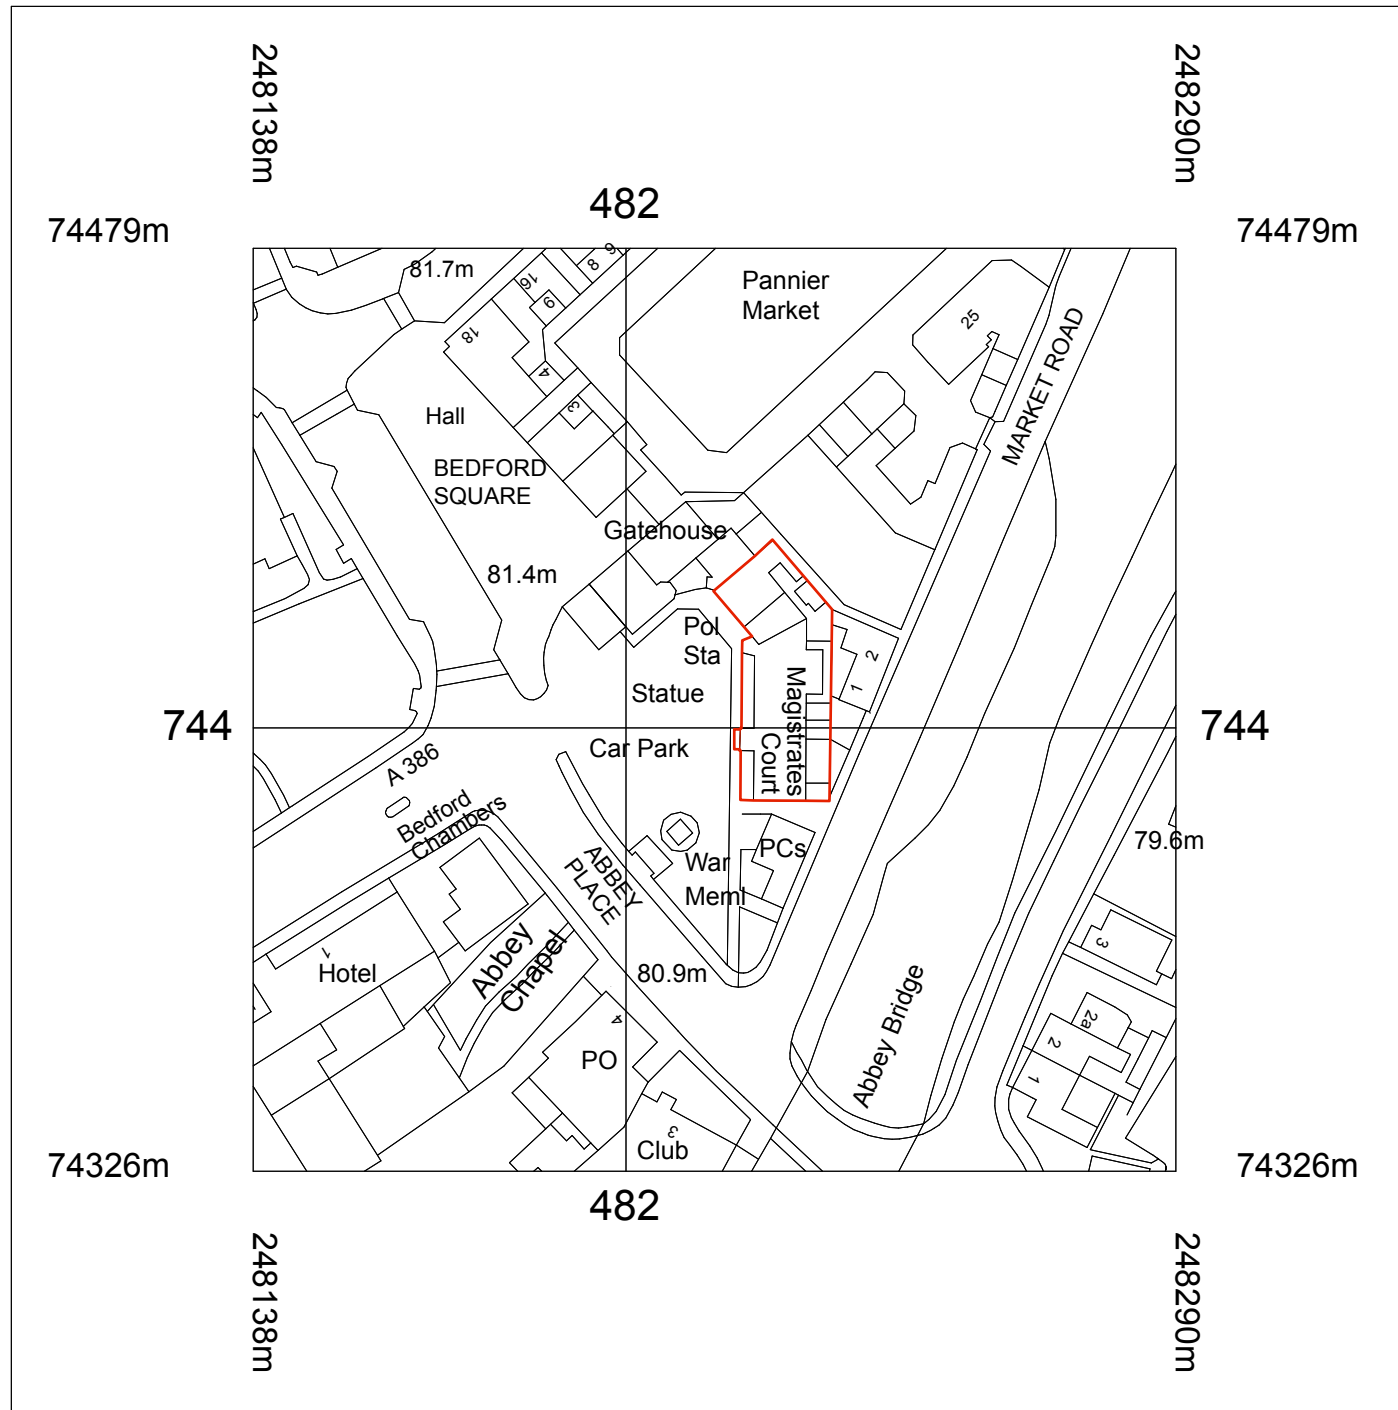 248138m
248290m
482
74479m
74479m
81.7m
6
8
16
9
18
4
3
Pannier
Market
25
MARKET ROAD
Hall
BEDFORD
SQUARE
Gatehouse
81.4m
Pol
Sta
Statue
Magistrates
Court
2
1
744
744
Car Park
A 386
Bedford
Chambers
ABBEY
PLACE
War
Meml
PCs
79.6m
1
Hotel
Abbey
Chapel
80.9m
4
PO
3
Club
Abbey Bridge
3
2a
2
1
74326m
74326m
482
248138m
248290m